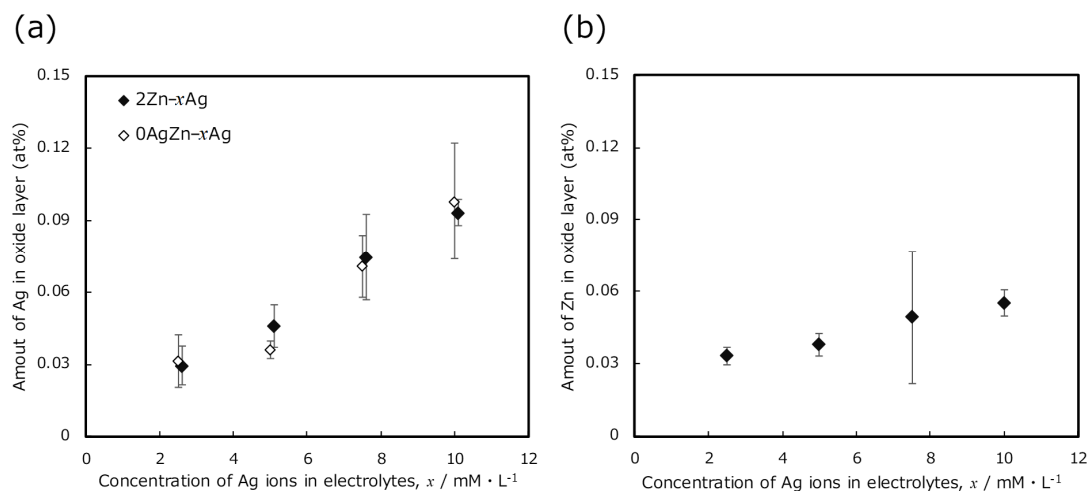 (a)
(b)
0.15
0.12
0.09
0.06
0.03
0
Amout of Ag in oxide layer (at%)
2Zn-xAg
0AgZn-xAg
0 2 4 6 8 10 12
Concentration of Ag ions in electrolytes, x / mM・L⁻¹
0.15
0.12
0.09
0.06
0.03
0
Amout of Zn in oxide layer (at%)
0 2 4 6 8 10 12
Concentration of Ag ions in electrolytes, x / mM・L⁻¹